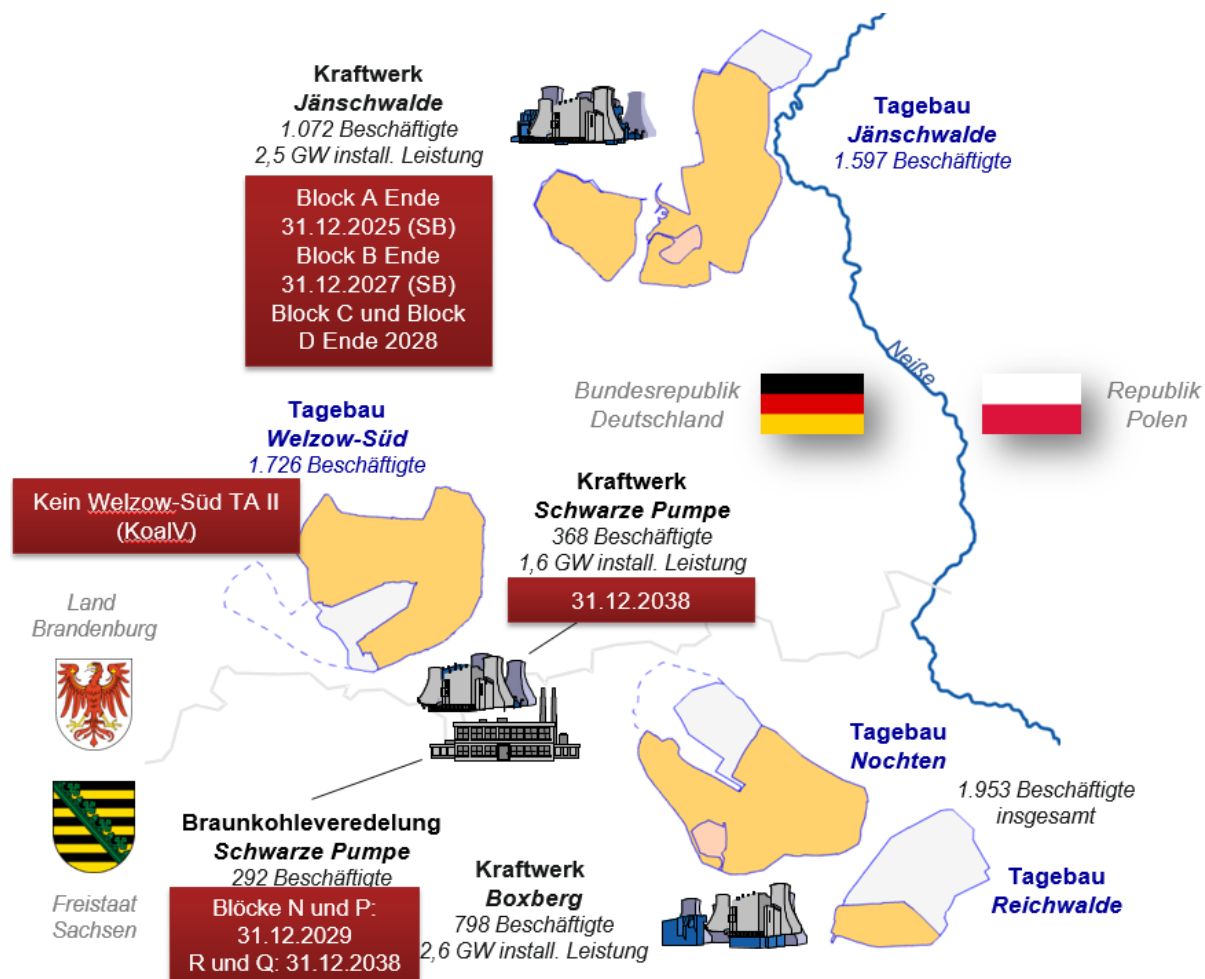 Kraftwerk
Jänschwalde
1.072 Beschäftigte
2,5 GW install. Leistung
Block A Ende
31.12.2025 (SB)
Block B Ende
31.12.2027 (SB)
Block C und Block
D Ende 2028
Tagebau
Jänschwalde
1.597 Beschäftigte
Neiße
Bundesrepublik
Deutschland
Republik
Polen
Tagebau
Welzow-Süd
1.726 Beschäftigte
Kein Welzow-Süd TA II
(KoalV)
Kraftwerk
Schwarze Pumpe
368 Beschäftigte
1,6 GW install. Leistung
31.12.2038
Land
Brandenburg
Freistaat
Sachsen
Braunkohleveredelung
Schwarze Pumpe
292 Beschäftigte
Blöcke N und P:
31.12.2029
R und Q: 31.12.2038
Kraftwerk
Boxberg
798 Beschäftigte
2,6 GW install. Leistung
Tagebau
Nochten
1.953 Beschäftigte
insgesamt
Tagebau
Reichwalde